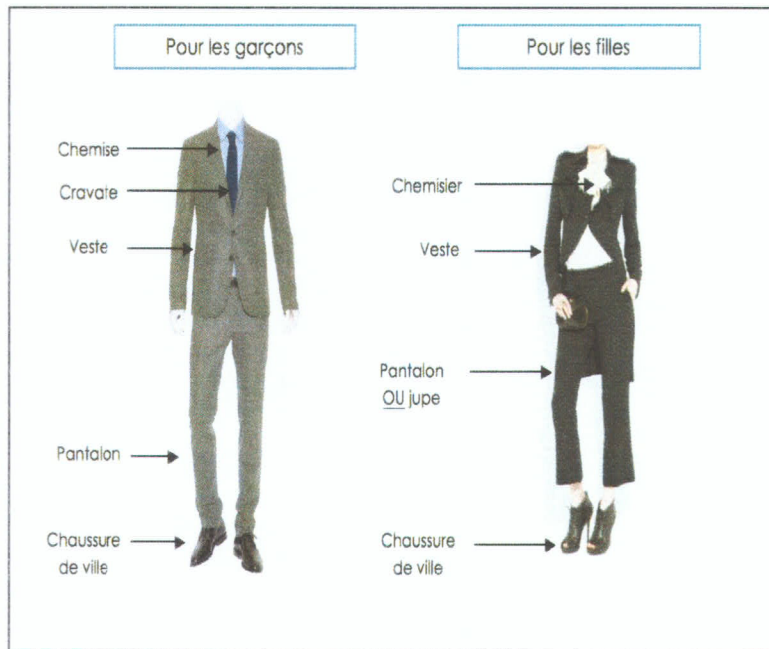 Pour les garçons
Chemise
Cravate
Veste
Pantalon
Chaussure
de ville
Pour les filles
Chemisier
Veste
Pantalon
OU jupe
Chaussure
de ville